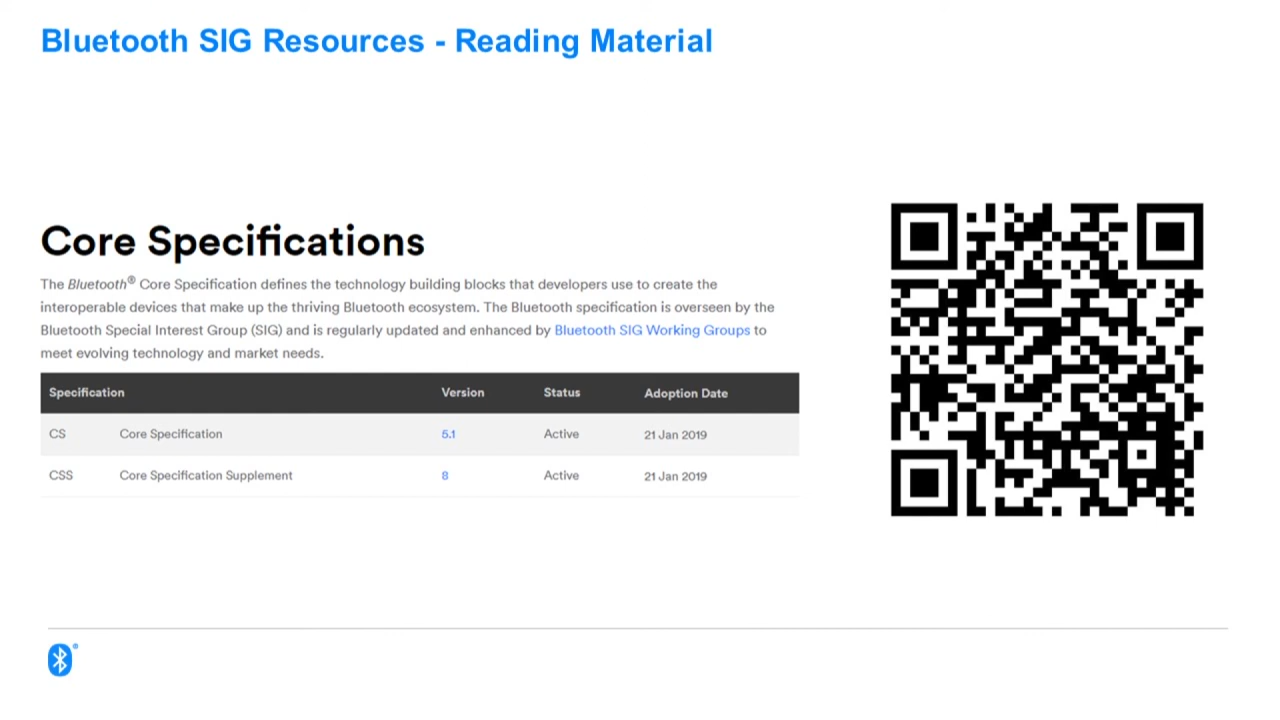 Bluetooth SIG Resources - Reading Material
Core Specifications
The Bluetooth® Core Specification defines the technology building blocks that developers use to create the
interoperable devices that make up the thriving Bluetooth ecosystem. The Bluetooth specification is overseen by the
Bluetooth Special Interest Group (SIG) and is regularly updated and enhanced by Bluetooth SIG Working Groups to
meet evolving technology and market needs.
Specification Version Status Adoption Date
CS Core Specification 5.1 Active 21 Jan 2019
CSS Core Specification Supplement 8 Active 21 Jan 2019
®